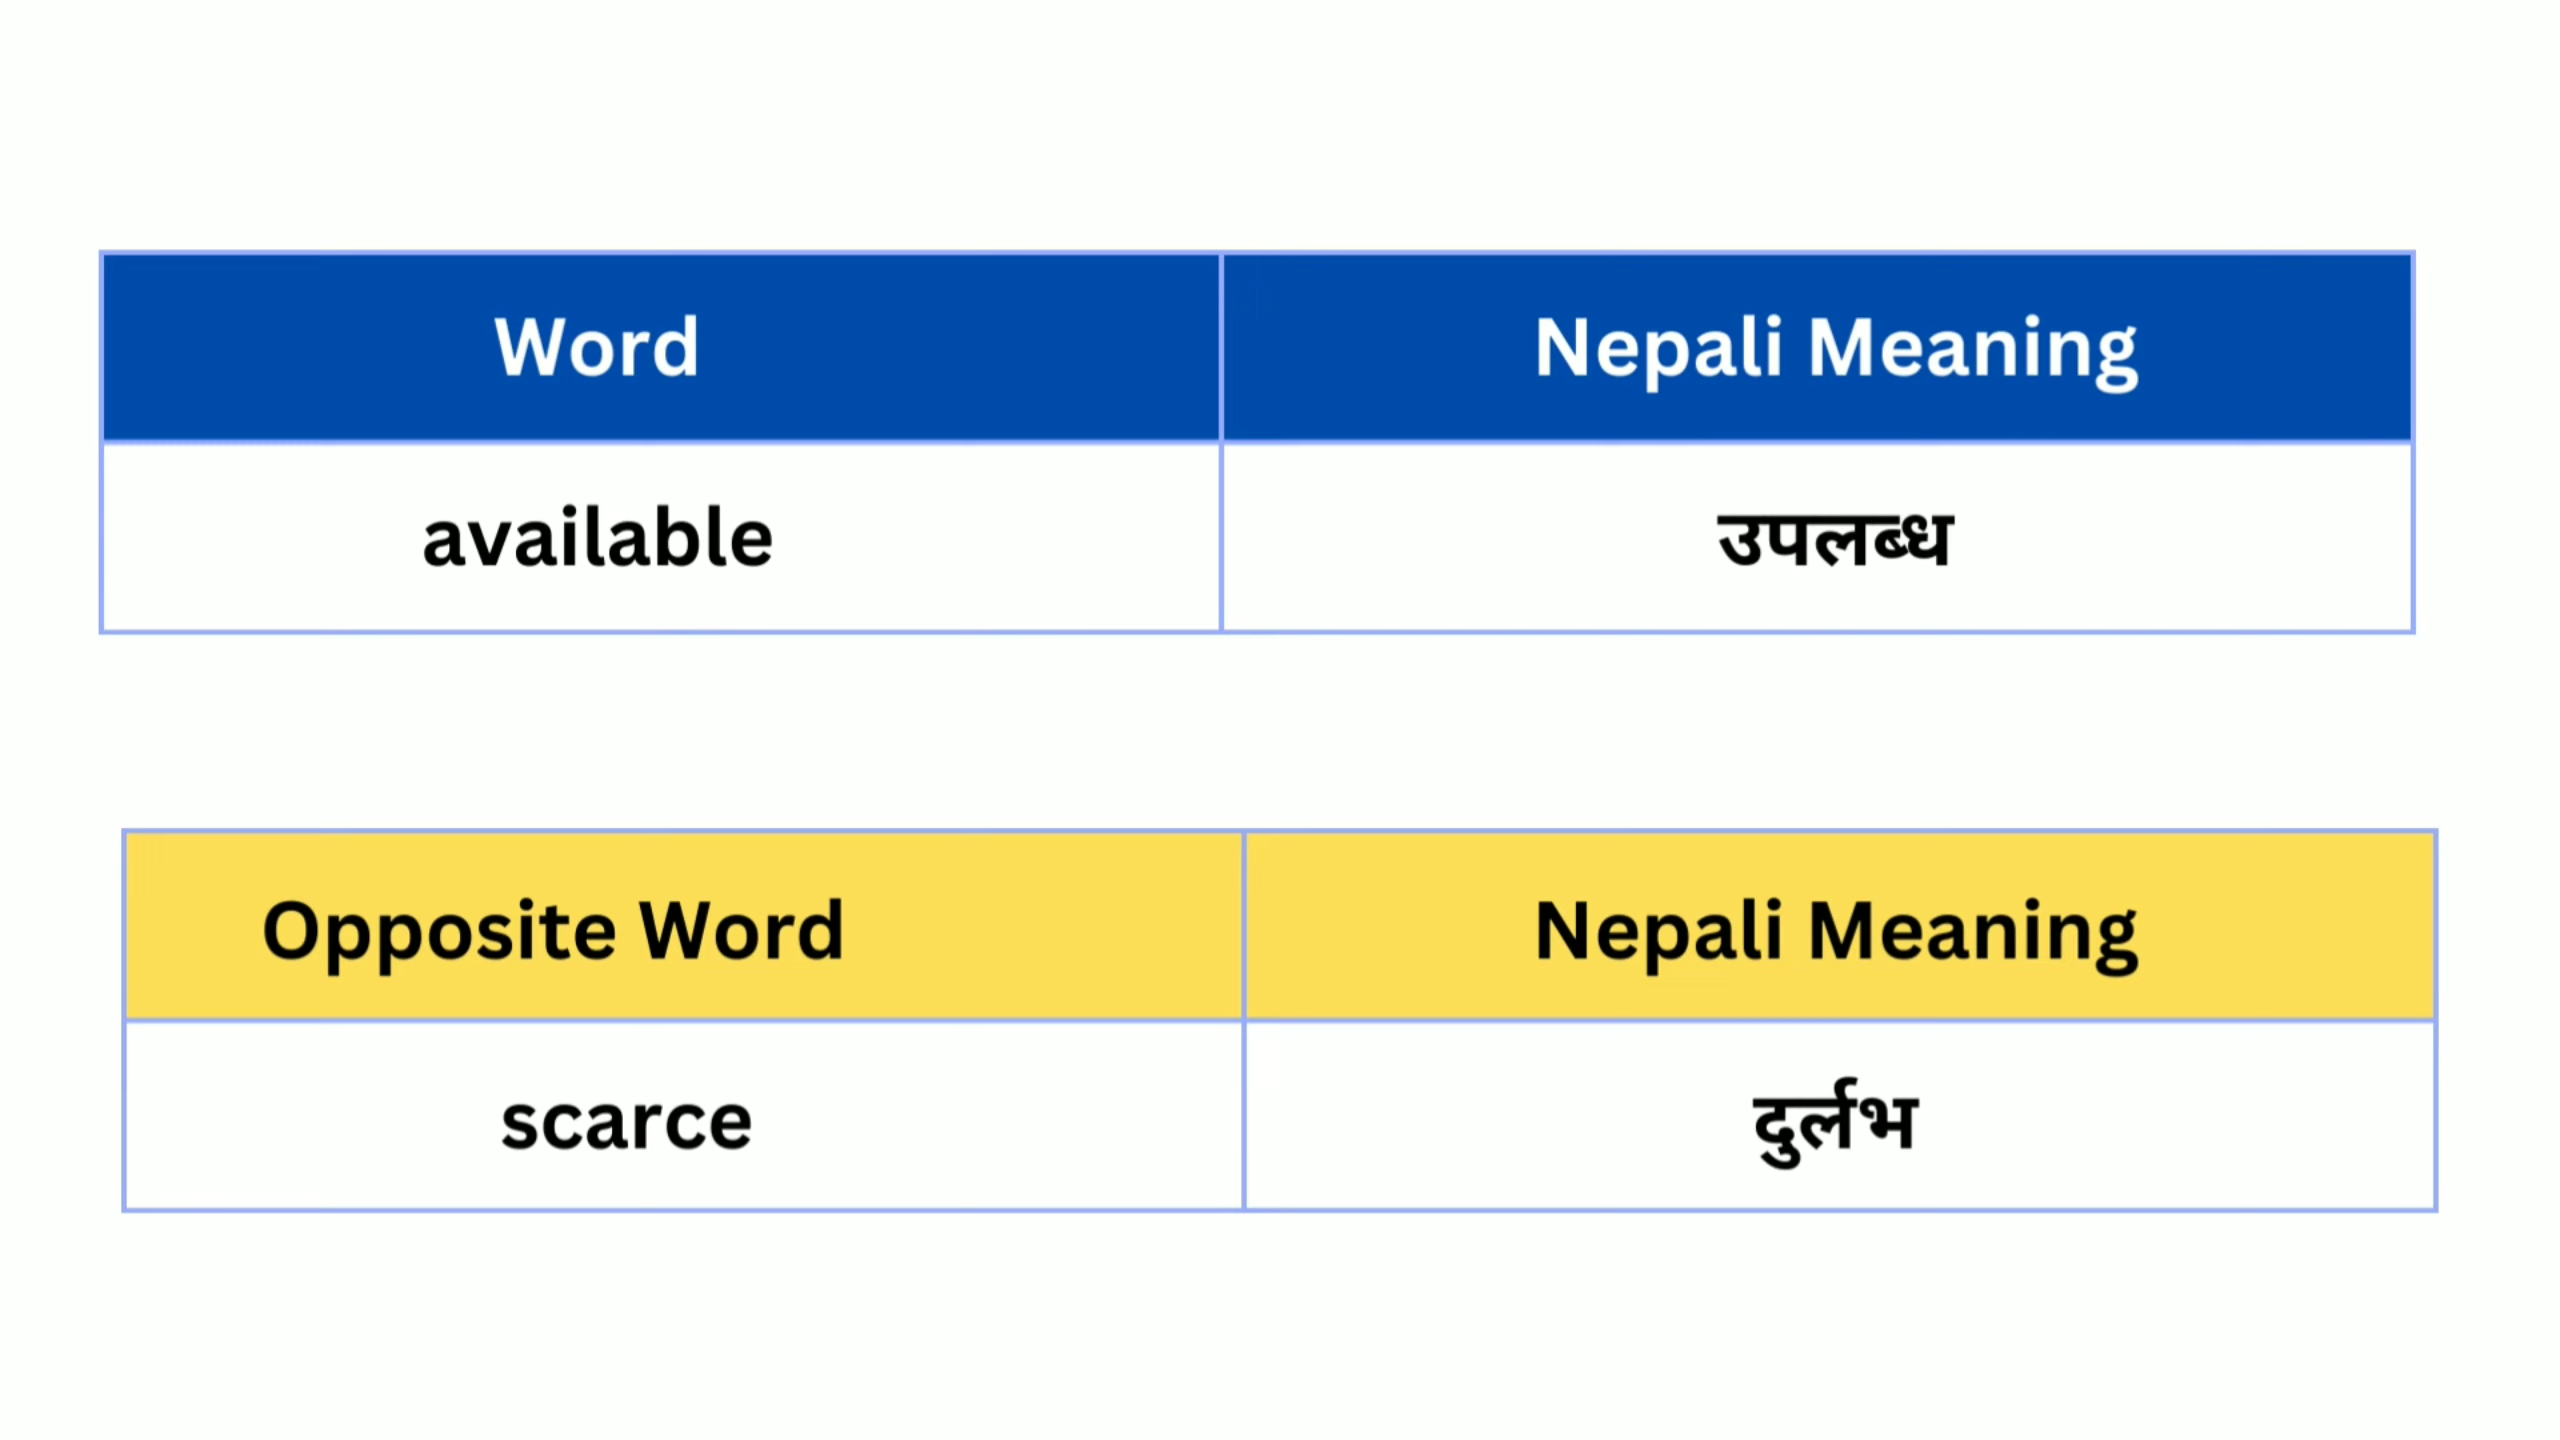 Word Nepali Meaning
available उपलब्ध
Opposite Word Nepali Meaning
scarce दुर्लभ